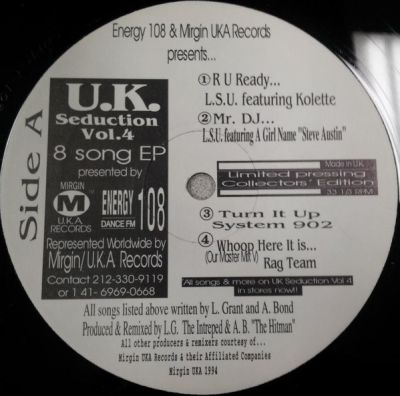 Energy 108 & Mirgin UKA Records
presents...
Side A
U.K.
Seduction
Vol.4
8 song EP
presented by
MIRGIN
M
TM
U.K.A
RECORDS
ENERGY
DANCE FM
108
Represented Worldwide by
Mirgin/U.K.A Records
Contact 212-330-9119
or 1 41- 6969-0668
① R U Ready...
L.S.U. featuring Kolette
② Mr. DJ...
L.S.U. featuring A Girl Name "Steve Austin"
Made in U.K.
Limited pressing
Collectors' Edition
33 1/3 RPM
③ Turn It Up
System 902
④ Whoop Here It is...
(Our Master Mix V)
Rag Team
All songs & more on UK Seduction Vol 4
in stores now!!
All songs listed above written by L. Grant and A. Bond
Produced & Remixed by L.G. The Intreped & A.B. "The Hitman"
All other producers & remixers courtesy of...
Mirgin UKA Records & their Affiliated Companies
Mirgin UKA 1994